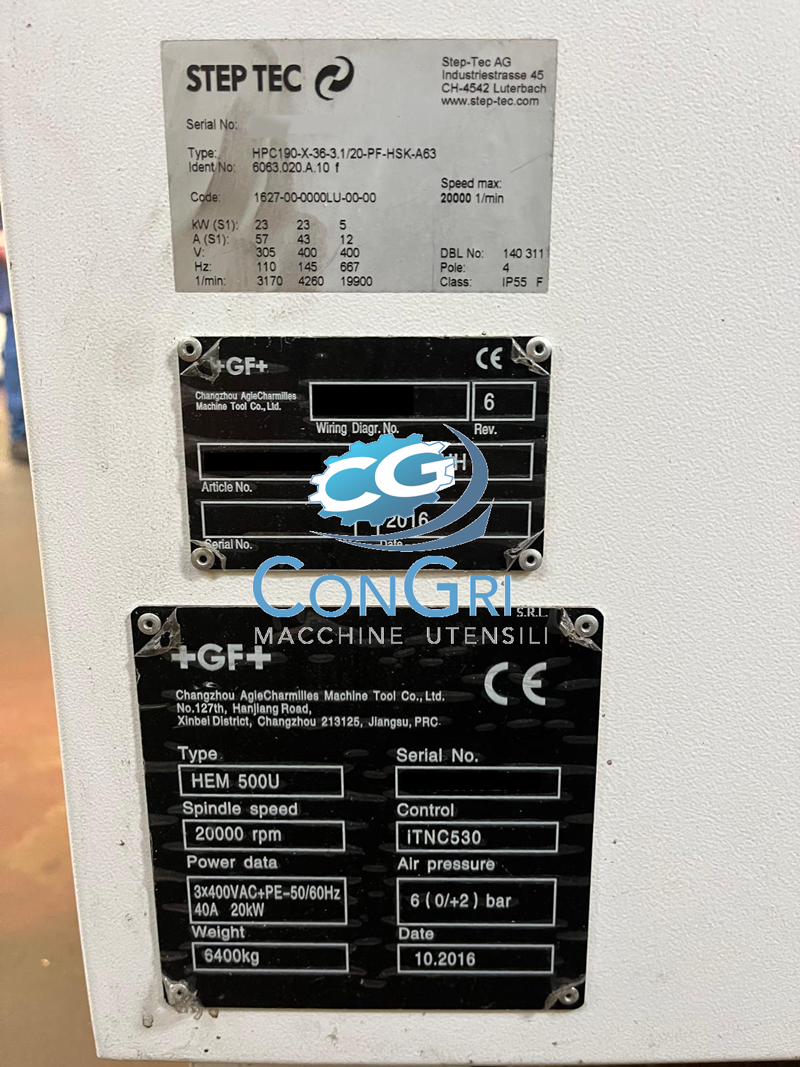 STEP TEC
Step-Tec AG
Industriestrasse 45
CH-4542 Luterbach
www.step-tec.com
Serial No:
Type: HPC190-X-36-3.1/20-PF-HSK-A63
Ident No: 6063.020.A.10 f
Speed max:
Code: 1627-00-0000LU-00-00 20000 1/min
kW (S1): 23 23 5
A (S1): 57 43 12
V: 305 400 400 DBL No: 140 311
Hz: 110 145 667 Pole: 4
1/min: 3170 4260 19900 Class: IP55 F
+GF+ CE
Changzhou AgieCharmilles
Machine Tool Co., Ltd.
6
Wiring Diagr. No. Rev.
H
Article No.
2016
Serial No. Date
CG
CONGRI
S.R.L.
MACCHINE UTENSILI
+GF+ CE
Changzhou AgieCharmilles Machine Tool Co., Ltd.
No.127th, Hanjiang Road,
Xinbei District, Changzhou 213125, Jiangsu, PRC
Type Serial No.
HEM 500U
Spindle speed Control
20000 rpm iTNC530
Power data Air pressure
3X400VAC+PE-50/60Hz
40A 20kW
6 ( 0/+2 ) bar
Weight Date
6400kg 10.2016